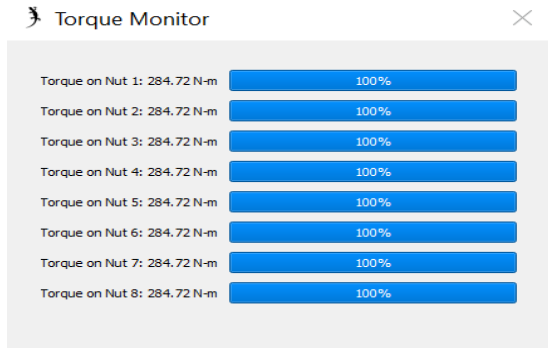 Torque Monitor
Torque on Nut 1: 284.72 N-m 100%
Torque on Nut 2: 284.72 N-m 100%
Torque on Nut 3: 284.72 N-m 100%
Torque on Nut 4: 284.72 N-m 100%
Torque on Nut 5: 284.72 N-m 100%
Torque on Nut 6: 284.72 N-m 100%
Torque on Nut 7: 284.72 N-m 100%
Torque on Nut 8: 284.72 N-m 100%